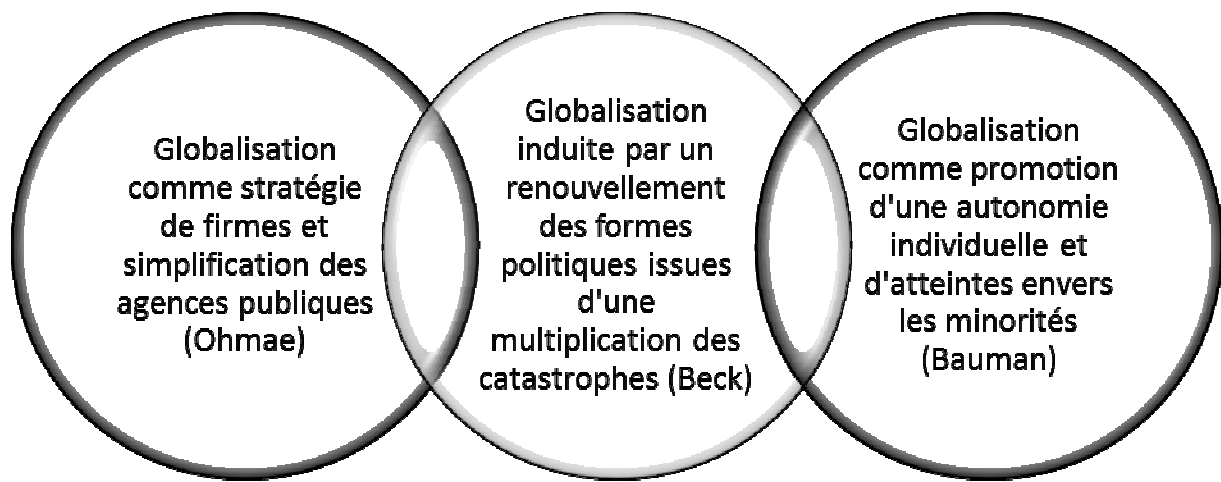 Globalisation
comme stratégie
de firmes et
simplification des
agences publiques
(Ohmae)
Globalisation
induite par un
renouvellement
des formes
politiques issues
d'une
multiplication des
catastrophes (Beck)
Globalisation
comme promotion
d'une autonomie
individuelle et
d'atteintes envers
les minorités
(Bauman)